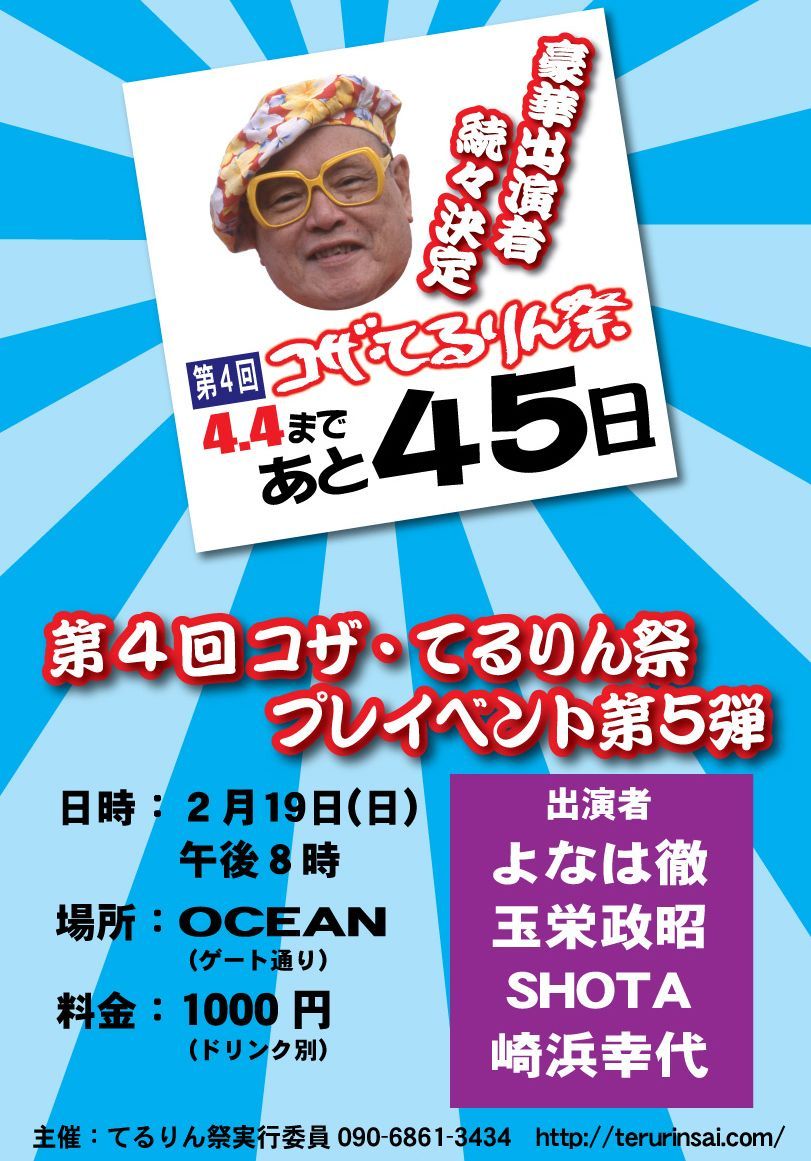 豪華出演者
続々決定
第4回
コザ・てるりん祭
4.4まで
あと45日
第4回コザ・てるりん祭
プレイベント第5弾
日時：2月19日(日)
午後8時
場所：OCEAN
（ゲート通り）
料金：1000円
（ドリンク別）
出演者
よなは徹
玉栄政昭
SHOTA
崎浜幸代
主催：てるりん祭実行委員 090-6861-3434 http://terurinsai.com/